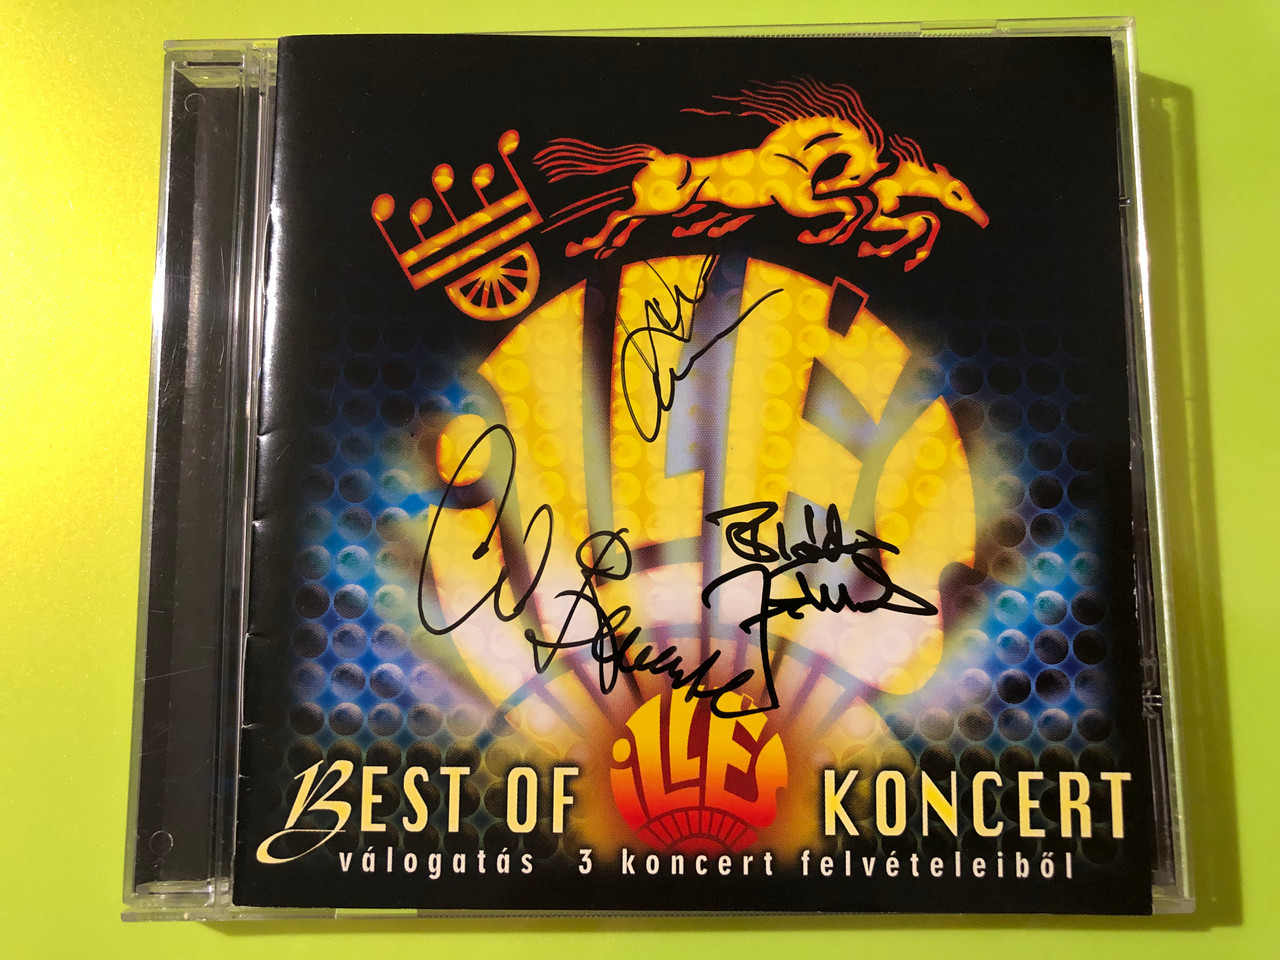 iLLÉS
BEST OF iLLÉS KONCERT
válogatás 3 koncert felvételeiből